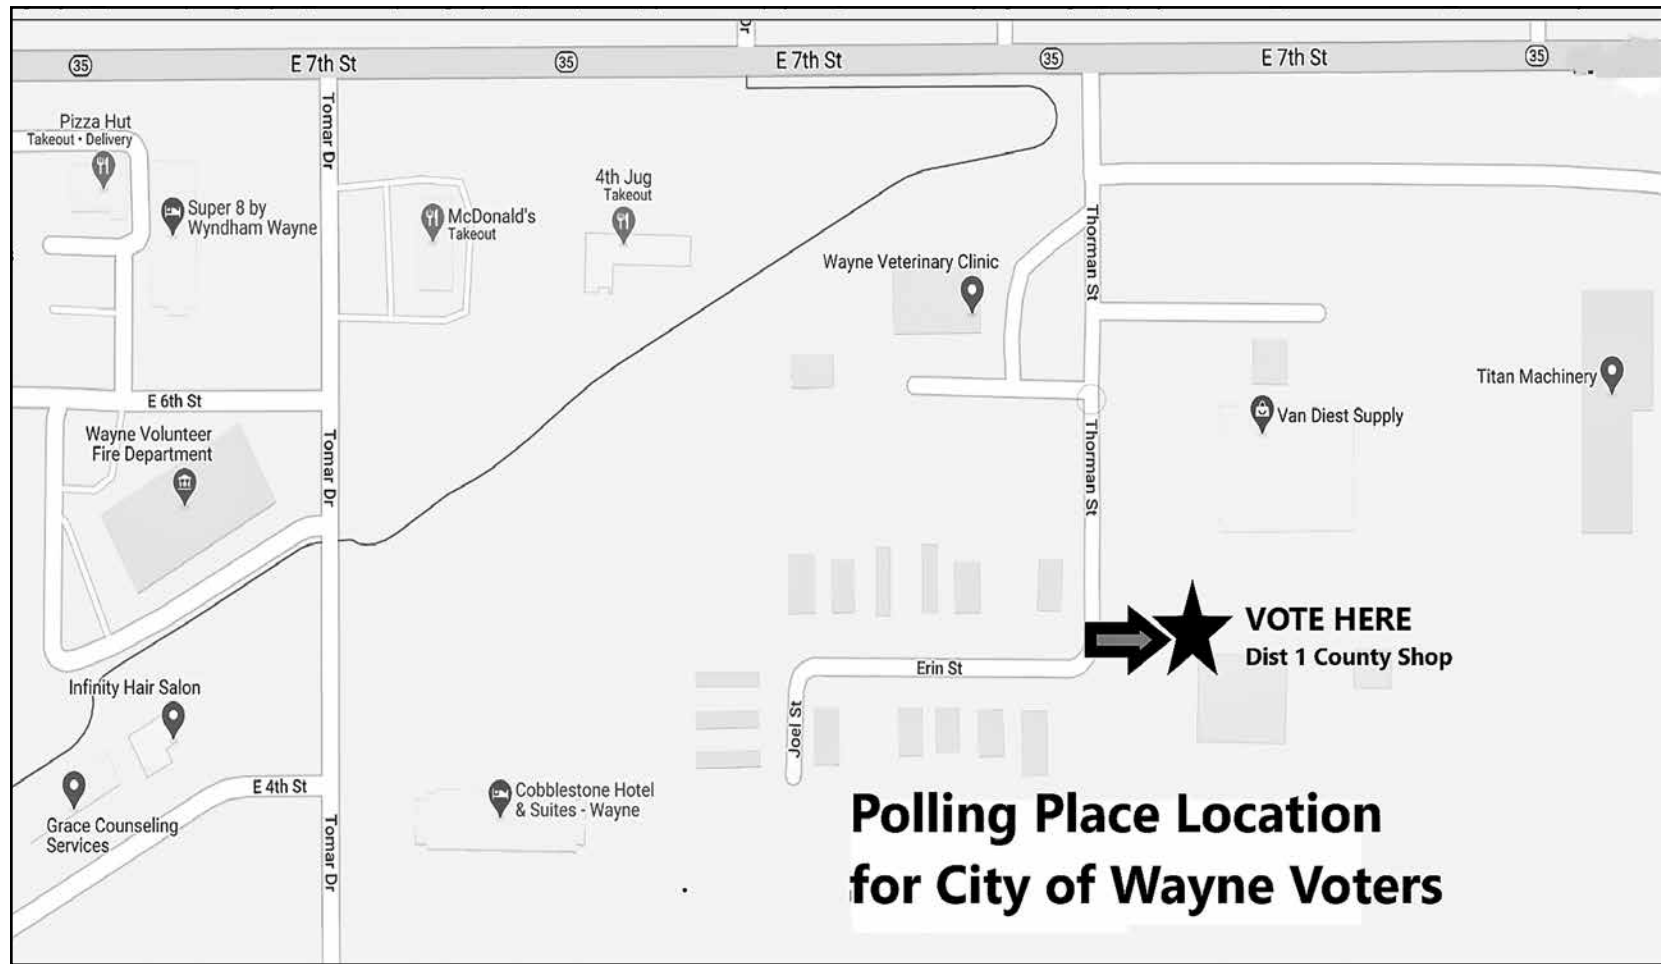 Dr
35
E 7th St
35
E 7th St
35
E 7th St
35
Pizza Hut
Takeout • Delivery
Tomar Dr
Super 8 by
Wyndham Wayne
McDonald's
Takeout
4th Jug
Takeout
Wayne Veterinary Clinic
Thorman St
Titan Machinery
E 6th St
Van Diest Supply
Wayne Volunteer
Fire Department
Tomar Dr
Thorman St
VOTE HERE
Dist 1 County Shop
Erin St
Infinity Hair Salon
Joel St
E 4th St
Cobblestone Hotel
& Suites - Wayne
Grace Counseling
Services
Tomar Dr
Polling Place Location
for City of Wayne Voters